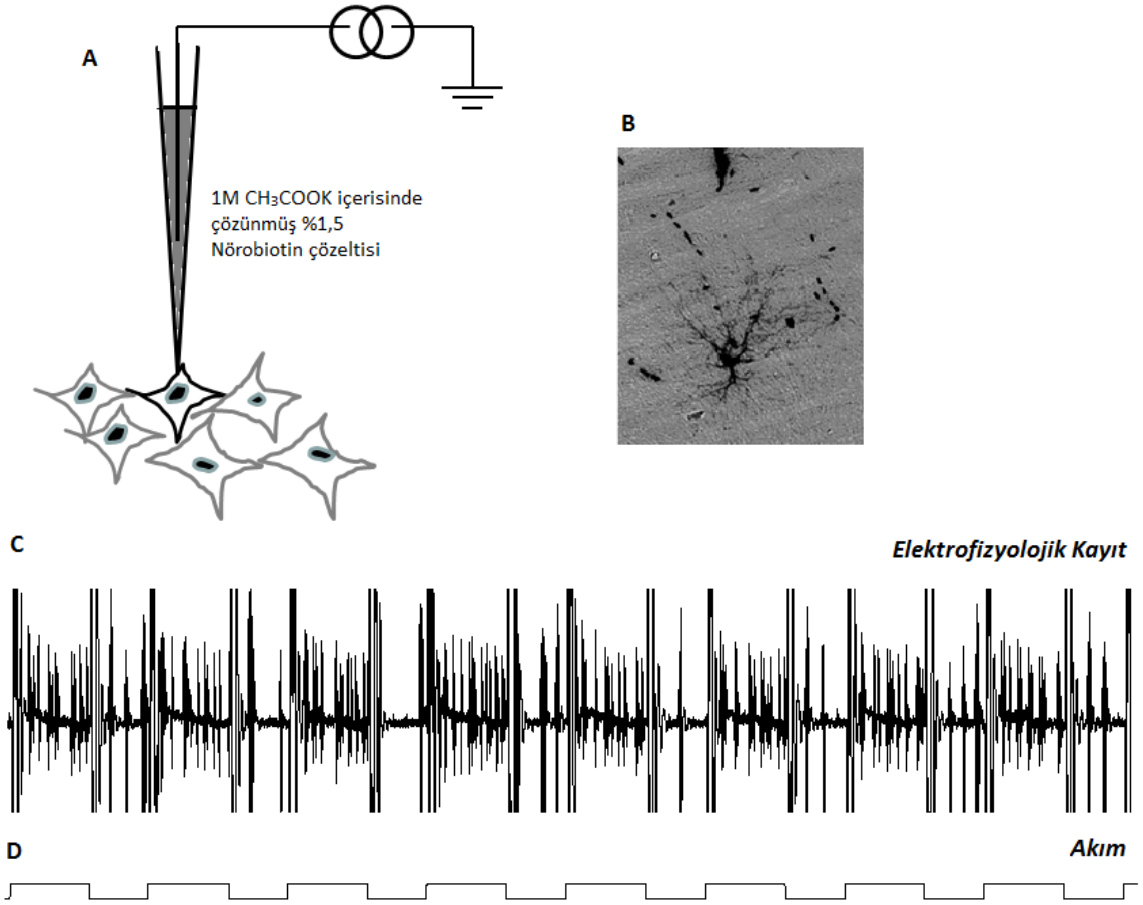 A
B
1M CH₃COOK içerisinde
çözünmüş %1,5
Nörobiotin çözeltisi
C
Elektrofizyolojik Kayıt
D
Akım